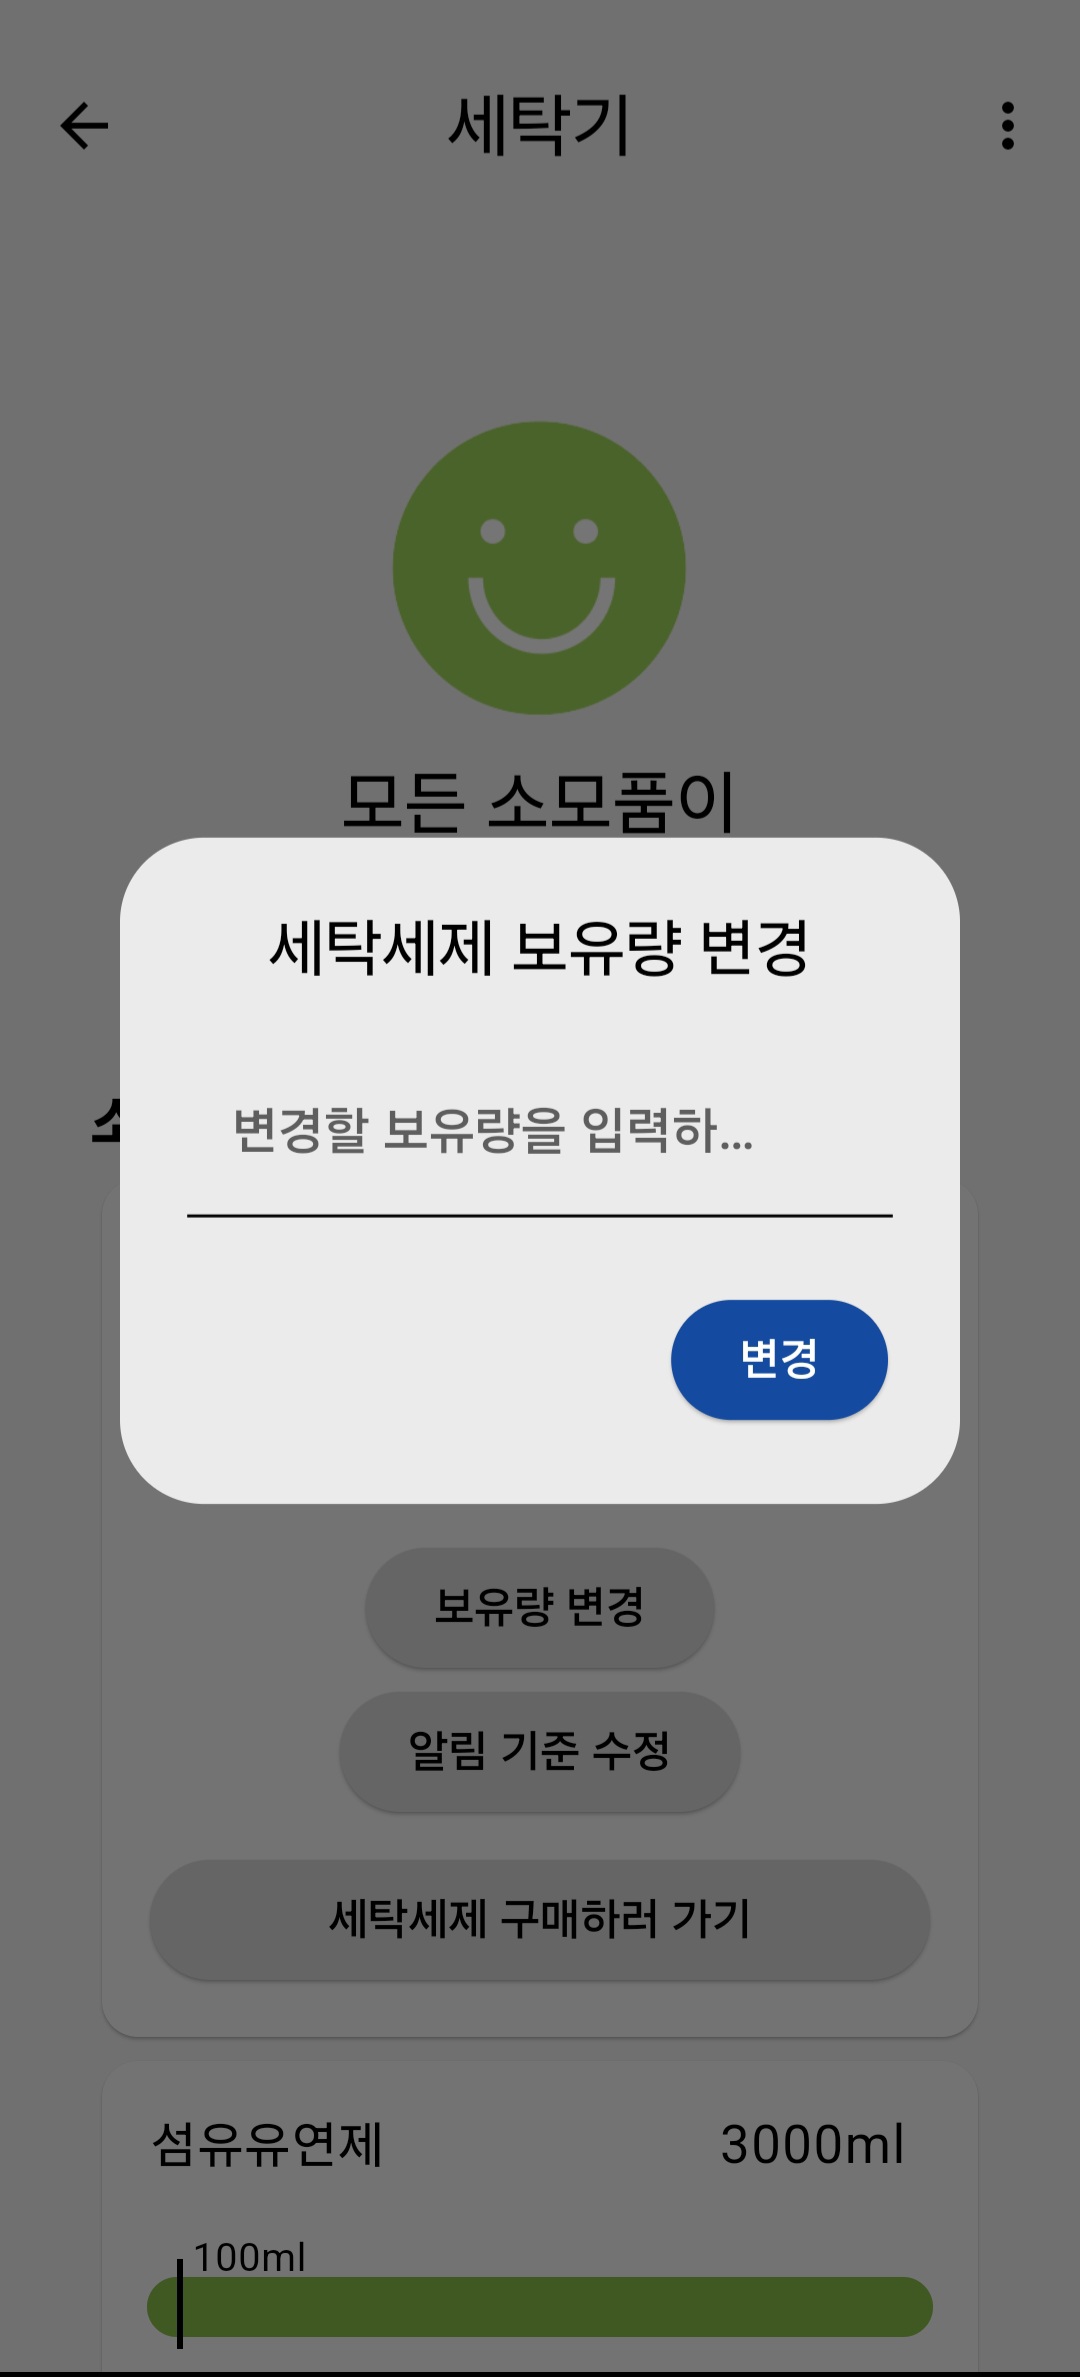 세탁기
모든 소모품이
세탁세제 보유량 변경
변경할 보유량을 입력하...
변경
보유량 변경
알림 기준 수정
세탁세제 구매하러 가기
섬유유연제 3000ml
100ml